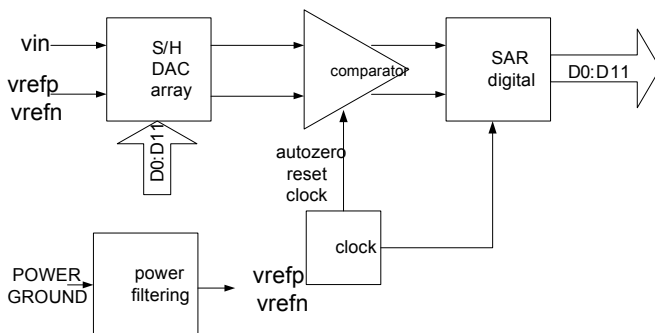 vin
vrefp
vrefn
S/H
DAC
array
D0:D11
comparator
SAR
digital
D0:D11
autozero
reset
clock
clock
POWER
GROUND
power
filtering
vrefp
vrefn